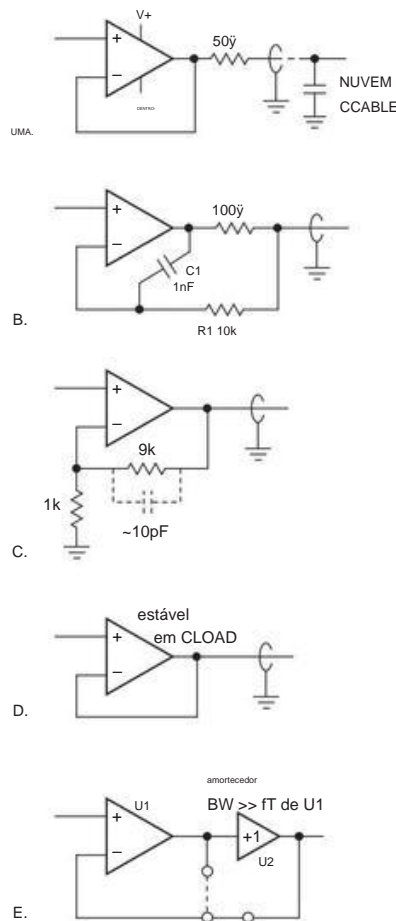 V+
+
50ÿ
−
DENTRO
NUVEM
CCABLE
UMA.
+
100ÿ
−
C1
1nF
R1 10k
B.
+
−
9k
1k
~10pF
C.
estável
em CLOAD
+
−
D.
amortecedor
BW >> fT de U1
U1
+
+1
−
U2
E.